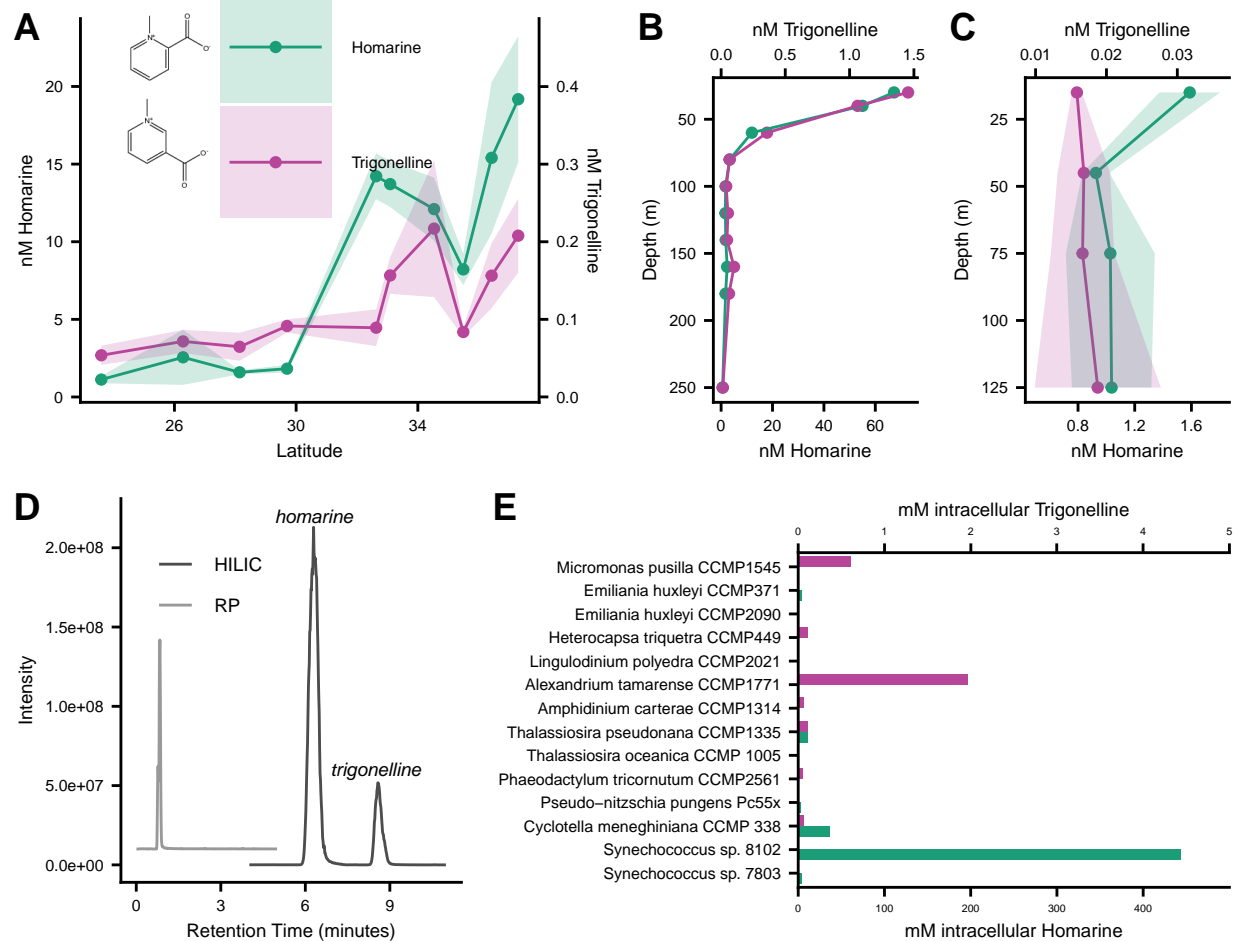 A
N+
O
O-
Homarine
N+
O-
O
Trigonelline
20
15
10
5
0
0.4
0.3
0.2
0.1
0.0
nM Homarine
nM Trigonelline
26
30
34
Latitude
B
nM Trigonelline
0.0
0.5
1.0
1.5
50
100
150
200
250
Depth (m)
0
20
40
60
nM Homarine
C
nM Trigonelline
0.01
0.02
0.03
25
50
75
100
125
Depth (m)
0.8
1.2
1.6
nM Homarine
D
homarine
trigonelline
HILIC
RP
2.0e+08
1.5e+08
1.0e+08
5.0e+07
0.0e+00
Intensity
0
3
6
9
Retention Time (minutes)
E
mM intracellular Trigonelline
0
1
2
3
4
5
Micromonas pusilla CCMP1545
Emiliania huxleyi CCMP371
Emiliania huxleyi CCMP2090
Heterocapsa triquetra CCMP449
Lingulodinium polyedra CCMP2021
Alexandrium tamarense CCMP1771
Amphidinium carterae CCMP1314
Thalassiosira pseudonana CCMP1335
Thalassiosira oceanica CCMP 1005
Phaeodactylum tricornutum CCMP2561
Pseudo−nitzschia pungens Pc55x
Cyclotella meneghiniana CCMP 338
Synechococcus sp. 8102
Synechococcus sp. 7803
0
100
200
300
400
mM intracellular Homarine